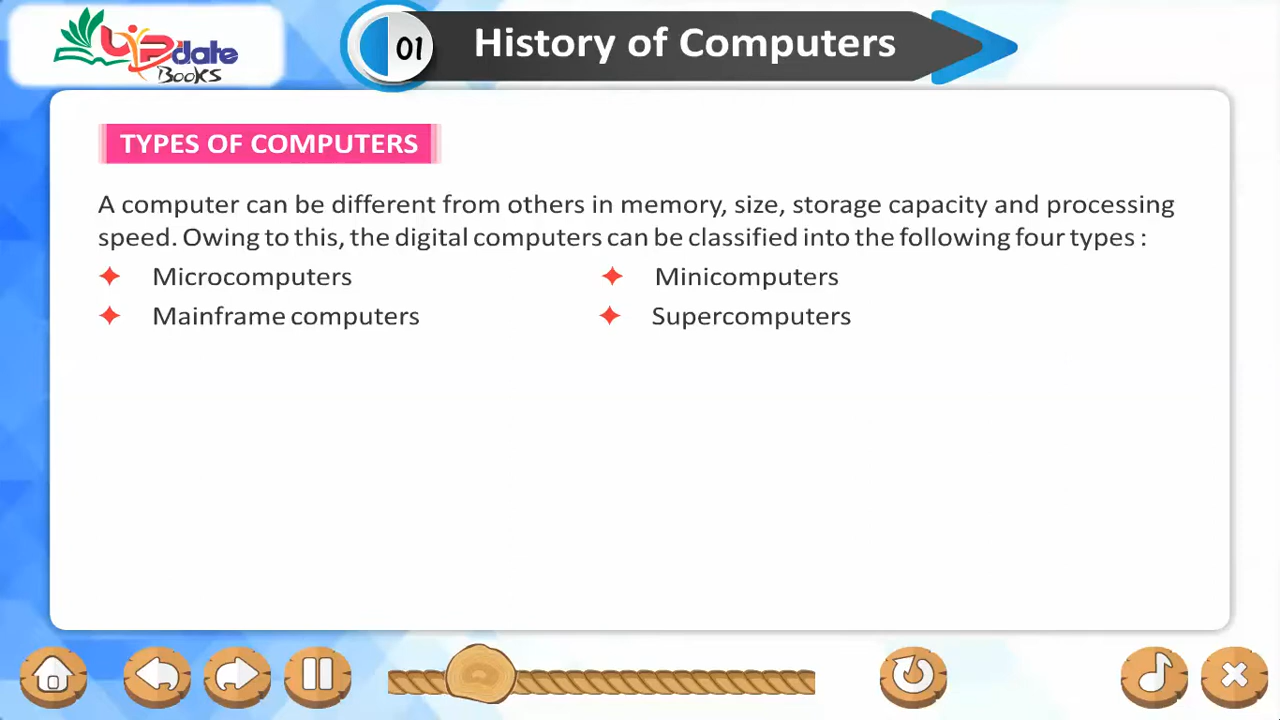 UPdate
Books
01
History of Computers
TYPES OF COMPUTERS
A computer can be different from others in memory, size, storage capacity and processing
speed. Owing to this, the digital computers can be classified into the following four types :
Microcomputers
Minicomputers
Mainframe computers
Supercomputers